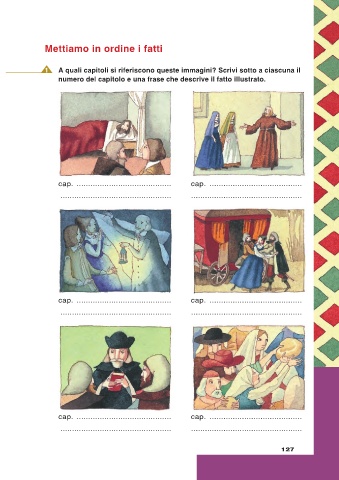 Mettiamo in ordine i fatti
A quali capitoli si riferiscono queste immagini? Scrivi sotto a ciascuna il
numero del capitolo e una frase che descrive il fatto illustrato.
cap. ........................................ cap. ........................................
................................................ ................................................
cap. ........................................ cap. ........................................
................................................ ................................................
cap. ........................................ cap. ........................................
................................................ ................................................
127